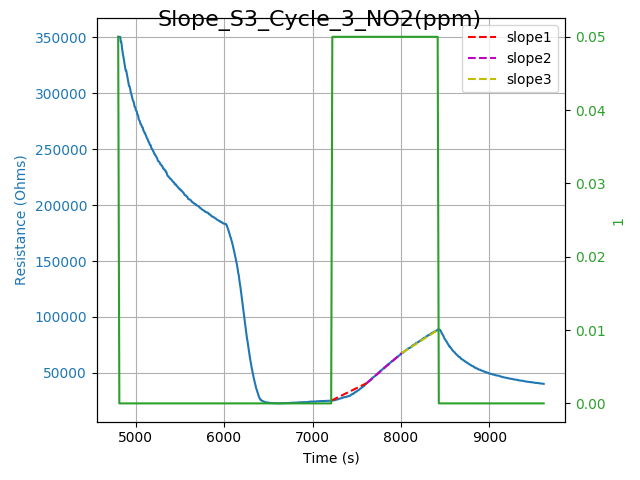 Slope_S3_Cycle_3_NO2(ppm)
slope1
slope2
slope3
350000
300000
250000
200000
150000
100000
50000
Resistance (Ohms)
0.05
0.04
0.03
0.02
0.01
0.00
1
5000 6000 7000 8000 9000
Time (s)